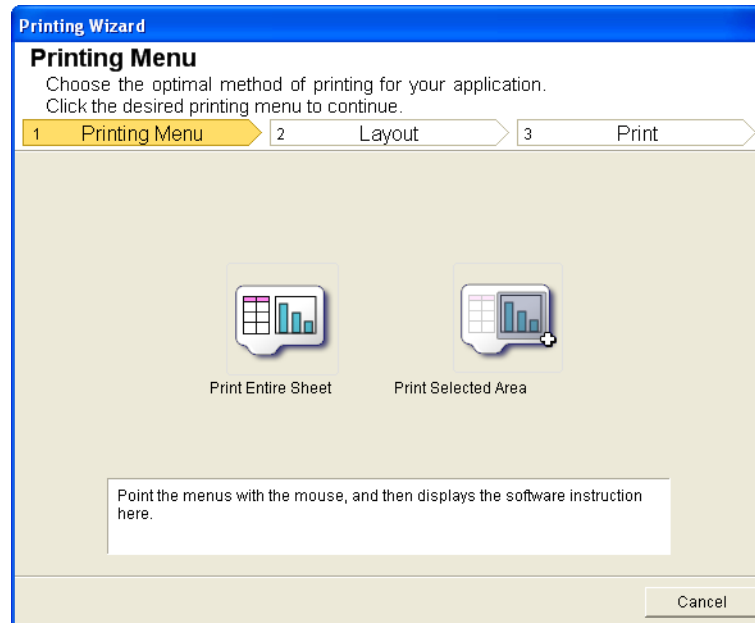 Printing Wizard
Printing Menu
Choose the optimal method of printing for your application.
Click the desired printing menu to continue.
1 Printing Menu 2 Layout 3 Print
Print Entire Sheet Print Selected Area
Point the menus with the mouse, and then displays the software instruction
here.
Cancel